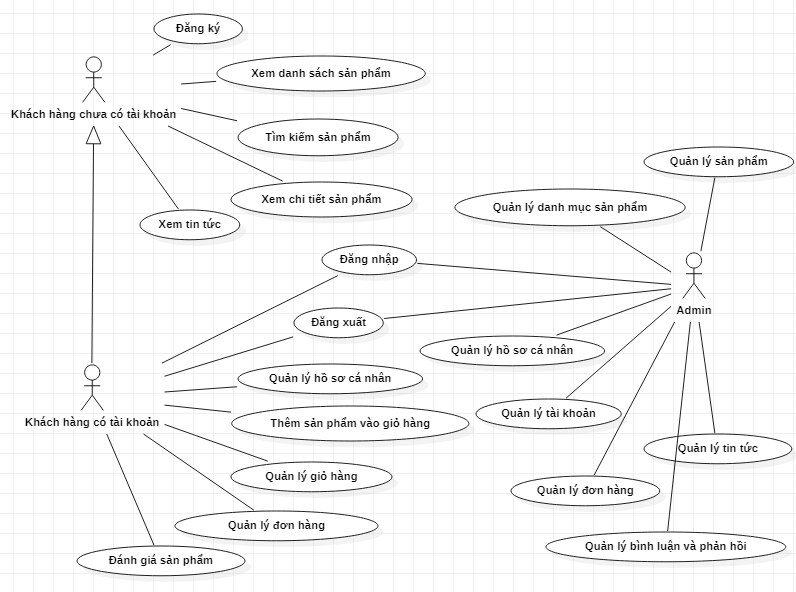 Đăng ký
Xem danh sách sản phẩm
Khách hàng chưa có tài khoản
Tìm kiếm sản phẩm
Quản lý sản phẩm
Xem chi tiết sản phẩm
Quản lý danh mục sản phẩm
Xem tin tức
Đăng nhập
Admin
Đăng xuất
Quản lý hồ sơ cá nhân
Quản lý hồ sơ cá nhân
Quản lý tài khoản
Khách hàng có tài khoản
Thêm sản phẩm vào giỏ hàng
Quản lý tin tức
Quản lý giỏ hàng
Quản lý đơn hàng
Quản lý đơn hàng
Quản lý bình luận và phản hồi
Đánh giá sản phẩm